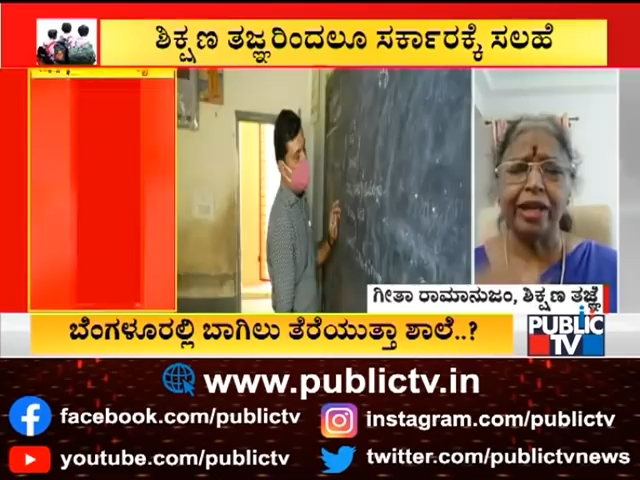 ಶಿಕ್ಷಣ ತಜ್ಞರಿಂದಲೂ ಸರ್ಕಾರಕ್ಕೆ ಸಲಹೆ
ಗೀತಾ ರಾಮಾನುಜಂ, ಶಿಕ್ಷಣ ತಜ್ಞೆ
ಬೆಂಗಳೂರಲ್ಲಿ ಬಾಗಿಲು ತೆರೆಯುತ್ತಾ ಶಾಲೆ..?
PUBLIC
TV
www.publictv.in
facebook.com/publictv
instagram.com/publictv
youtube.com/publictv
twitter.com/publictvnews